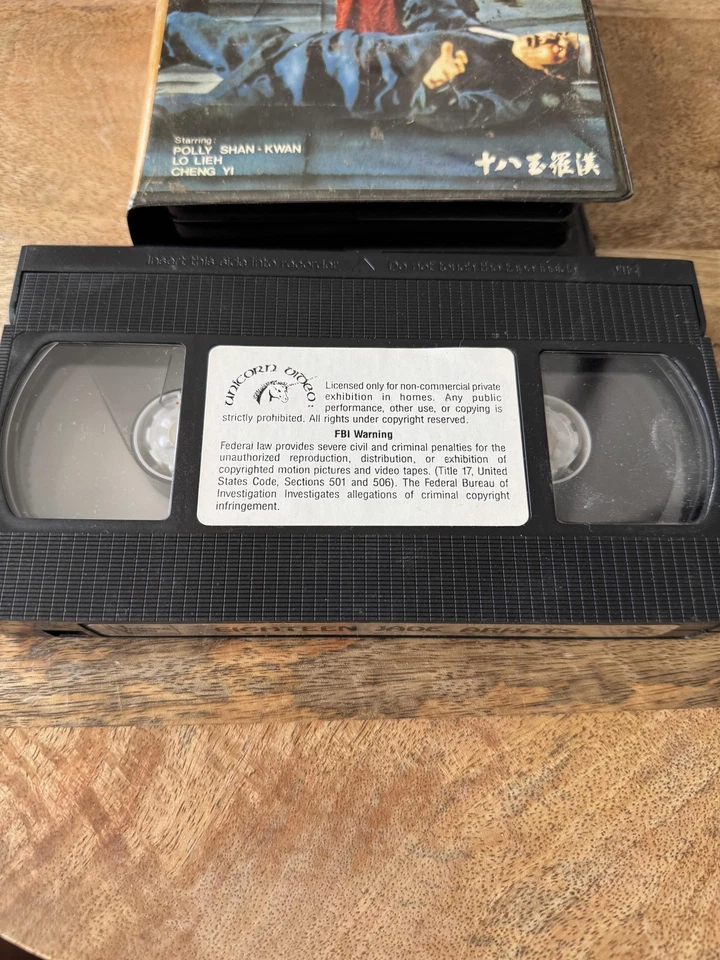 Starring:
POLLY SHAN-KWAN
LO LIEH
CHENG YI
十八玉羅漢
Insert this side into recorder
Do not touch the tape inside
UNICORN VIDEO:
Licensed only for non-commercial private
exhibition in homes. Any public
performance, other use, or copying is
strictly prohibited. All rights under copyright reserved.
FBI Warning
Federal law provides severe civil and criminal penalties for the
unauthorized reproduction, distribution, or exhibition of
copyrighted motion pictures and video tapes. (Title 17, United
States Code, Sections 501 and 506). The Federal Bureau of
Investigation Investigates allegations of criminal copyright
infringement.
EIGHTEEN JADE ARHATS